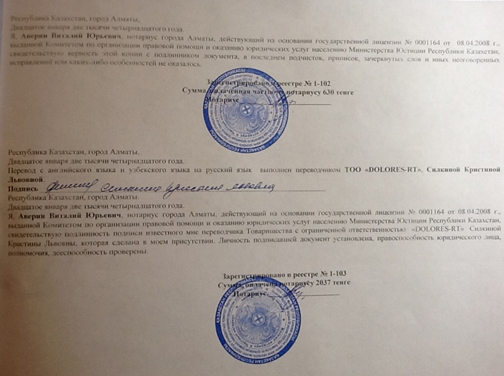 Республика Казахстан, город Алматы.
Двадцатое января две тысячи четырнадцатого года.
Я, Аверин Виталий Юрьевич, нотариус города Алматы, действующий на основании государственной лицензии № 0001164 от 08.04.2008 г.,
выданной Комитетом по организации правовой помощи и оказанию юридических услуг населению Министерства Юстиции Республики Казахстан,
свидетельствую верность этой копии с подлинником документа, в последнем подчисток, приписок, зачеркнутых слов и иных неоговоренных
исправлений или каких-либо особенностей не оказалось.
Зарегистрировано в реестре № 1-102
Сумма, оплаченная частному нотариусу 630 тенге
Нотариус
Республика Казахстан, город Алматы.
Двадцатое января две тысячи четырнадцатого года.
Перевод с английского языка и узбекского языка на русский язык выполнен переводчиком ТОО «DOLORES-RT», Силкиной Кристиной
Львовной
Подпись
Республика Казахстан, город Алматы.
Двадцатое января две тысячи четырнадцатого года.
Я, Аверин Виталий Юрьевич, нотариус города Алматы, действующий на основании государственной лицензии № 0001164 от 08.04.2008 г.,
выданной Комитетом по организации правовой помощи и оказанию юридических услуг населению Министерства Юстиции Республики Казахстан,
свидетельствую подлинность подписи известного мне переводчика Товарищества с ограниченной ответственностью «DOLORES-RT» Силкиной
Кристины Львовны, которая сделана в моем присутствии. Личность подписавшей документ установлена, правоспособность юридического лица,
полномочия, дееспособность проверены.
Зарегистрировано в реестре № 1-103
Сумма, оплачено нотариусу 2037 тенге
Нотариус